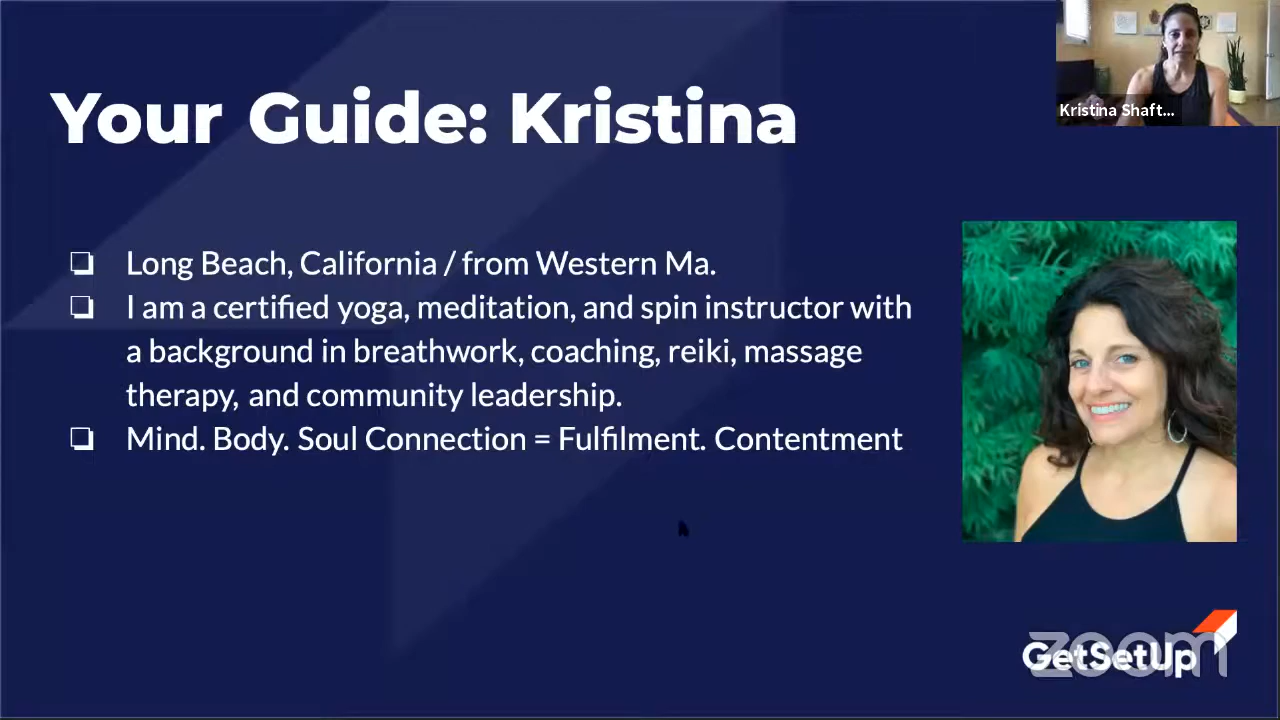 Your Guide: Kristina
Kristina Shaft...
❏ Long Beach, California / from Western Ma.
❏ I am a certified yoga, meditation, and spin instructor with
a background in breathwork, coaching, reiki, massage
therapy, and community leadership.
❏ Mind. Body. Soul Connection = Fulfilment. Contentment
zoom
GetSetUp